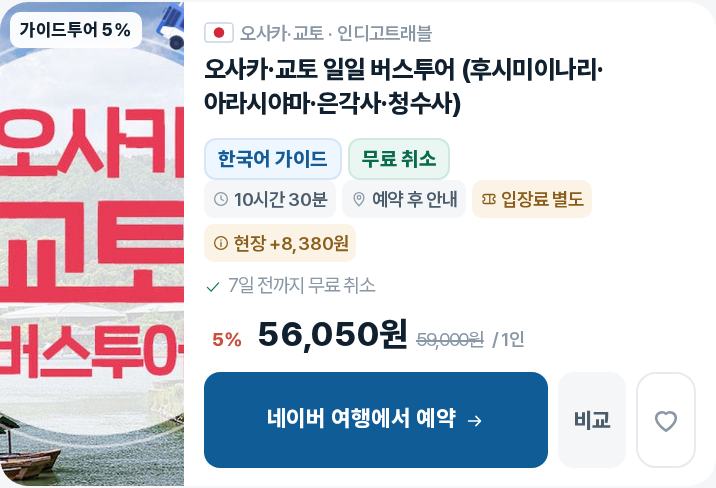 가이드투어 5%
오사카
교토
버스투어
오사카·교토 · 인디고트래블
오사카·교토 일일 버스투어 (후시미이나리·
아라시야마·은각사·청수사)
한국어 가이드
무료 취소
10시간 30분
예약 후 안내
입장료 별도
현장 +8,380원
7일 전까지 무료 취소
5% 56,050원 59,000원 / 1인
네이버 여행에서 예약 →
비교